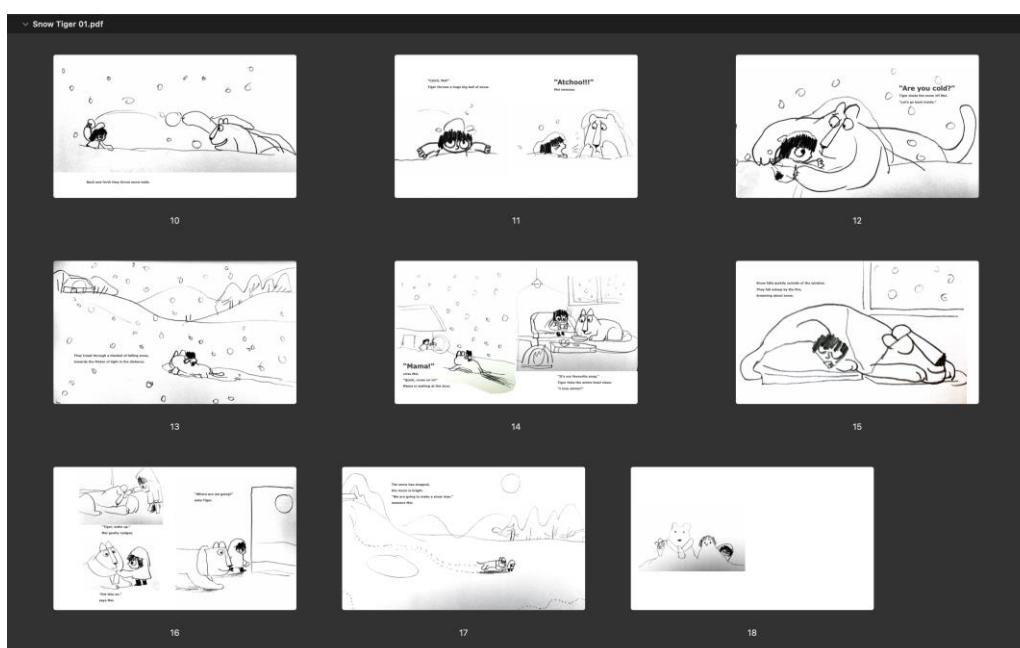 Snow Tiger 01.pdf
Back and forth they throw snow balls.
10
"Catch, Mei!"
Tiger throws a huge big ball of snow.
"Atchoo!!!"
Mei sneezes.
11
"Are you cold?"
Tiger shakes the snow off Mei.
"Let's go back inside."
12
They travel through a blanket of falling snow,
towards the flicker of light in the distance.
13
"Mama!"
cries Mei.
"Quick, come on in!"
Mama is waiting at the door.
"It's our favourite soup."
Tiger licks the entire bowl clean.
"I love winter!"
14
Snow falls quietly outside of the window.
They fall asleep by the fire,
dreaming about snow.
15
"Tiger, wake up."
Mei gently nudges.
"Put this on."
says Mei.
"Where are we going?"
asks Tiger.
16
The snow has stopped,
the moon is bright.
"We are going to make a snow bear."
17
18